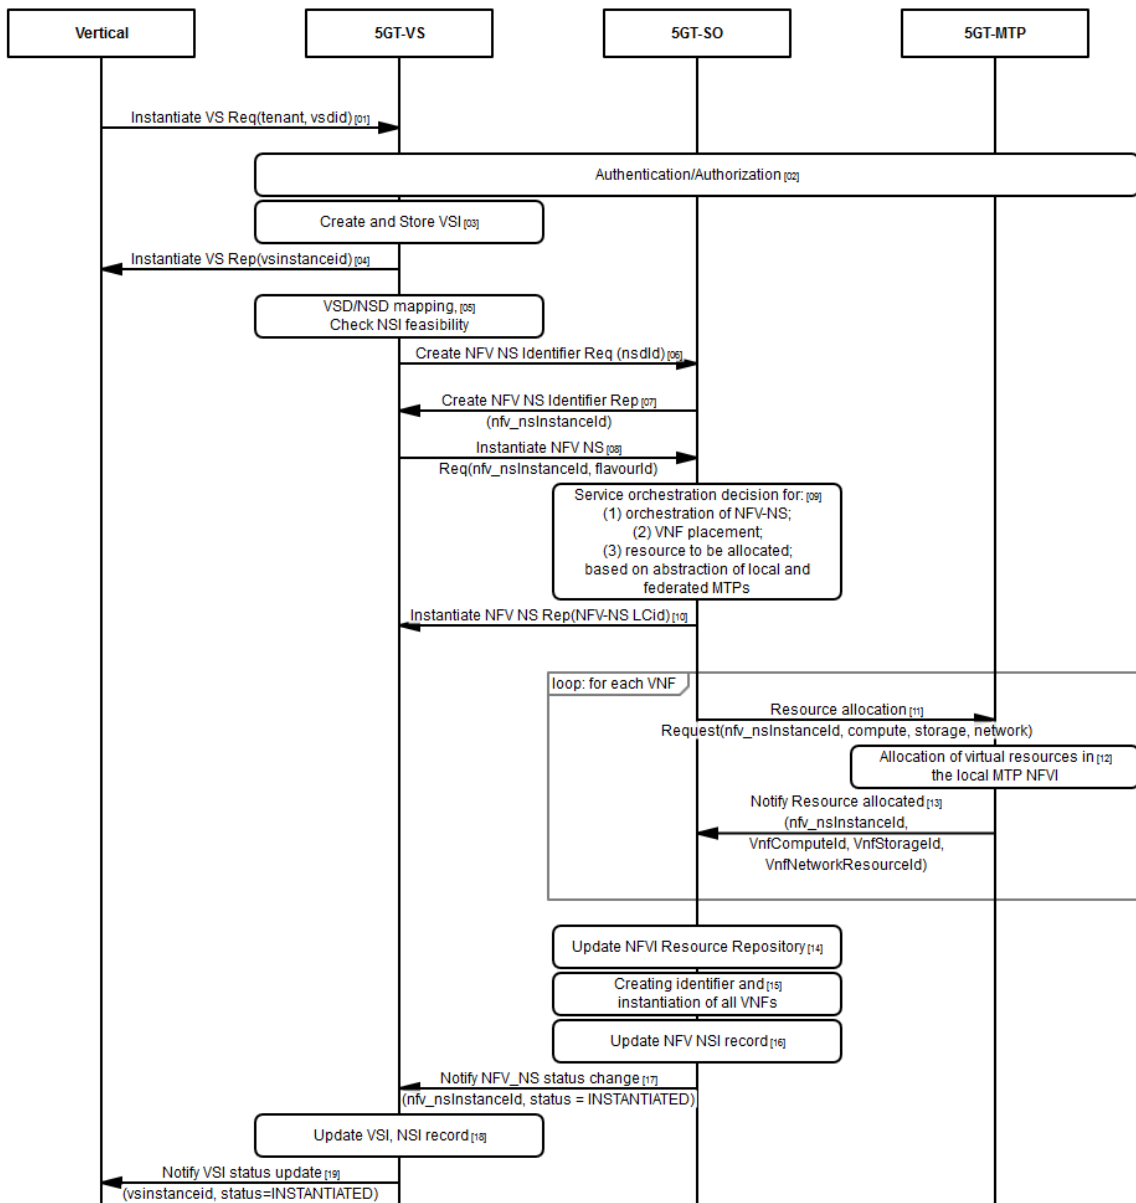 Vertical
5GT-VS
5GT-SO
5GT-MTP
Instantiate VS Req(tenant, vsdid) [01]
Authentication/Authorization [02]
Create and Store VSI [03]
Instantiate VS Rep(vsinstanceid) [04]
VSD/NSD mapping, [05]
Check NSI feasibility
Create NFV NS Identifier Req (nsdId) [06]
Create NFV NS Identifier Rep [07]
(nfv_nsInstanceId)
Instantiate NFV NS [08]
Req(nfv_nsInstanceId, flavourId)
Service orchestration decision for: [09]
(1) orchestration of NFV-NS;
(2) VNF placement;
(3) resource to be allocated;
based on abstraction of local and
federated MTPs
Instantiate NFV NS Rep(NFV-NS LCid) [10]
loop: for each VNF
Resource allocation [11]
Request(nfv_nsInstanceId, compute, storage, network)
Allocation of virtual resources in [12]
the local MTP NFVI
Notify Resource allocated [13]
(nfv_nsInstanceId,
VnfComputeId, VnfStorageId,
VnfNetworkResourceId)
Update NFVI Resource Repository [14]
Creating identifier and [15]
instantiation of all VNFs
Update NFV NSI record [16]
Notify NFV_NS status change [17]
(nfv_nsInstanceId, status = INSTANTIATED)
Update VSI, NSI record [18]
Notify VSI status update [19]
(vsinstanceid, status=INSTANTIATED)